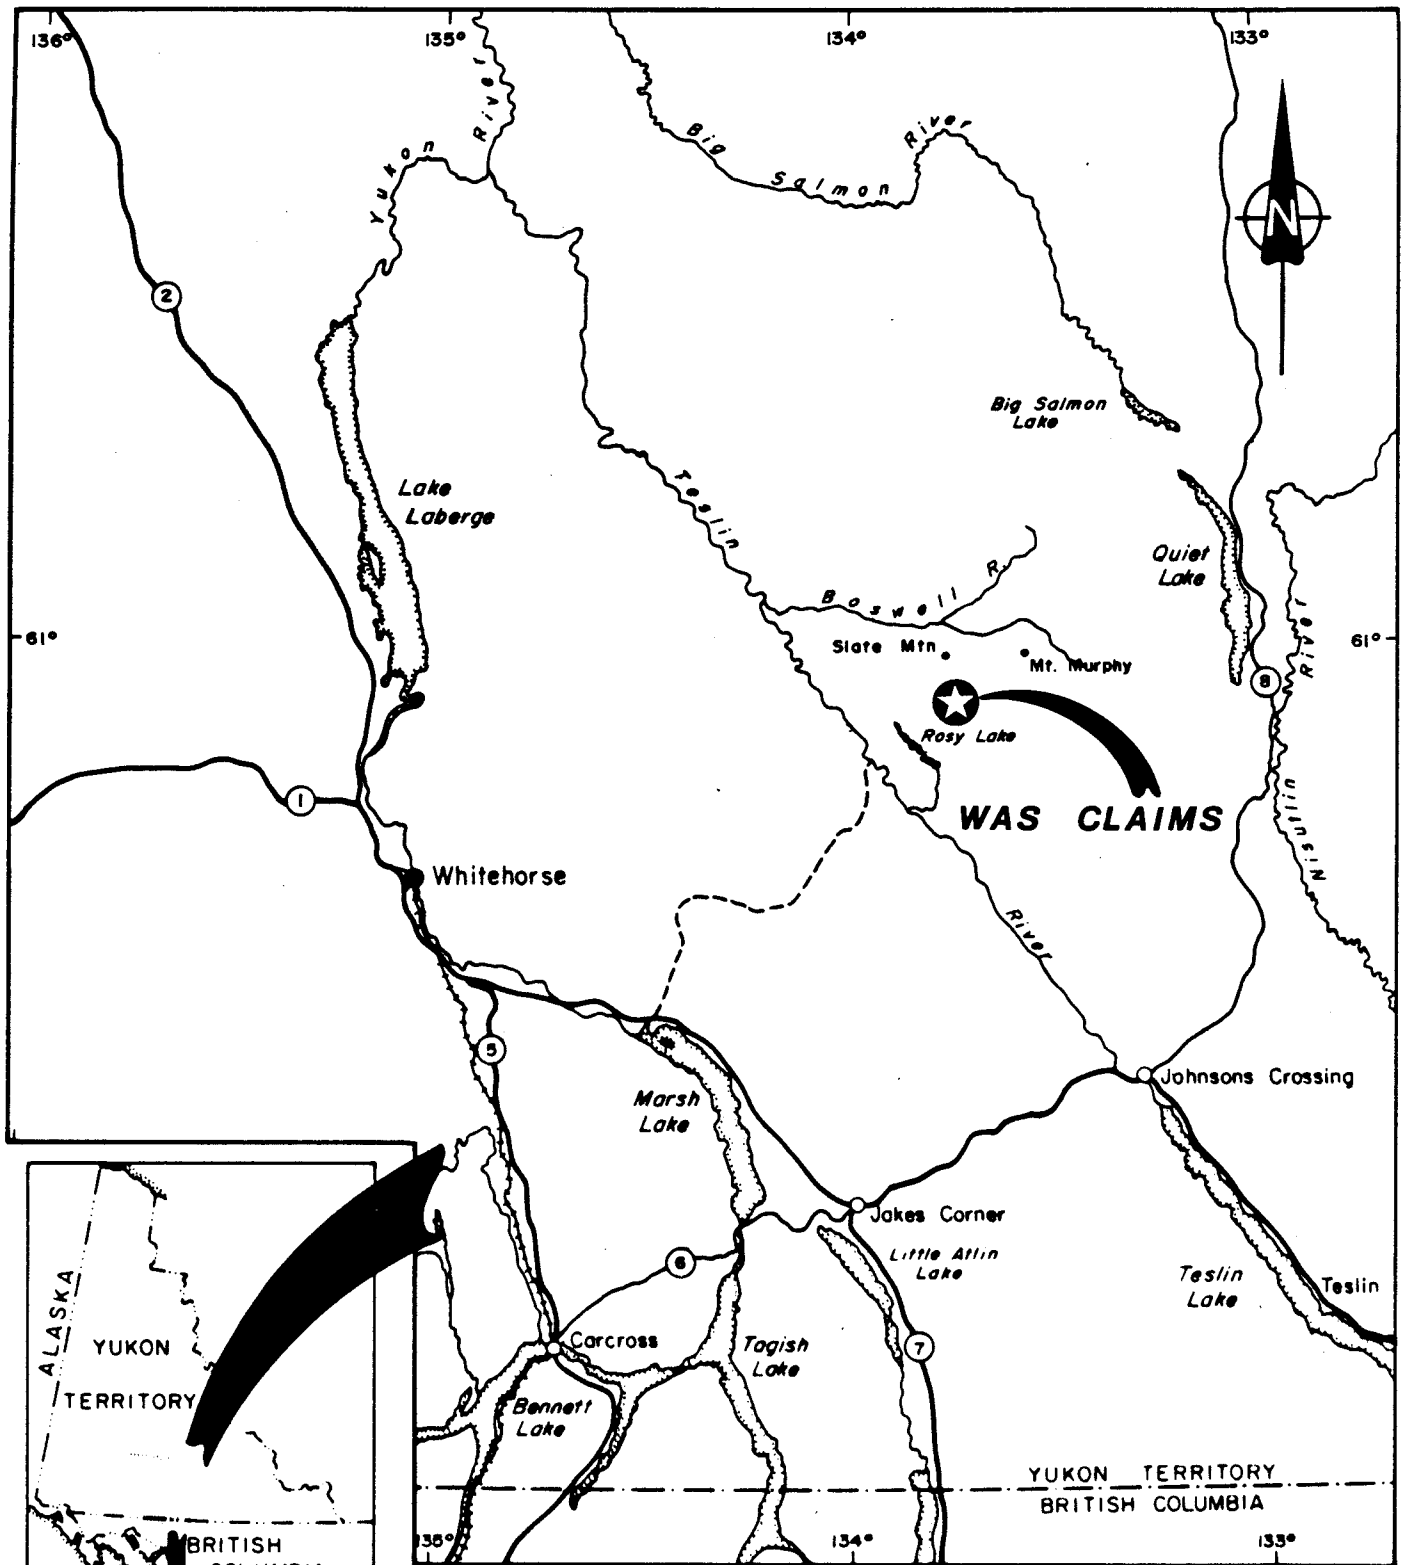 136°
135°
134°
133°
Yukon River
Big Salmon River
N
2
Big Salmon
Lake
Lake
Laberge
Teslin
Quiet
Lake
Boswell R.
61°
61°
Slate Mtn
Mt. Murphy
River
8
Rosy Lake
1
WAS CLAIMS
Nisutlin
Whitehorse
River
5
Johnsons Crossing
Marsh
Lake
Jakes Corner
Little Atlin
Lake
6
Teslin
Lake
Teslin
ALASKA
YUKON
TERRITORY
Carcross
Tagish
Lake
7
Bennett
Lake
YUKON TERRITORY
BRITISH COLUMBIA
BRITISH
135°
134°
133°